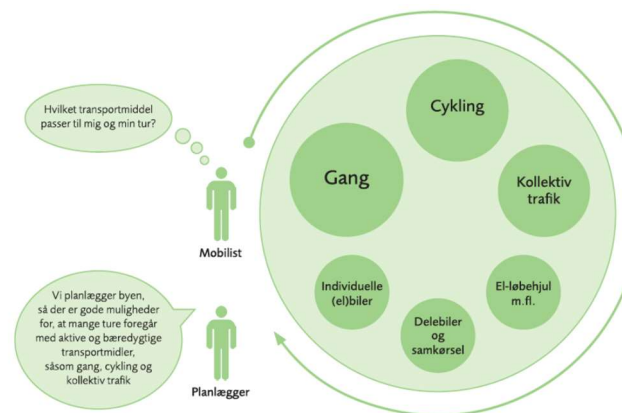 Hvilket transportmiddel
passer til mig og min tur?
Mobilist
Vi planlægger byen,
så der er gode muligheder
for, at mange ture foregår
med aktive og bæredygtige
transportmidler,
såsom gang, cykling og
kollektiv trafik
Planlægger
Cykling
Gang
Kollektiv
trafik
Individuelle
(el)biler
El-løbehjul
m.fl.
Delebiler
og
samkørsel